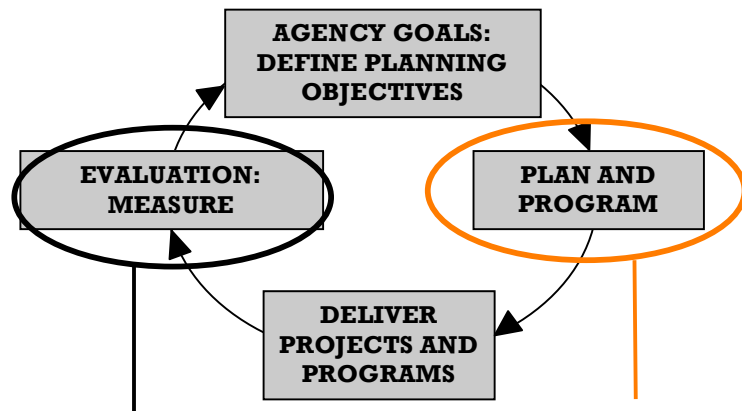 AGENCY GOALS:
DEFINE PLANNING
OBJECTIVES
EVALUATION:
MEASURE
PLAN AND
PROGRAM
DELIVER
PROJECTS AND
PROGRAMS